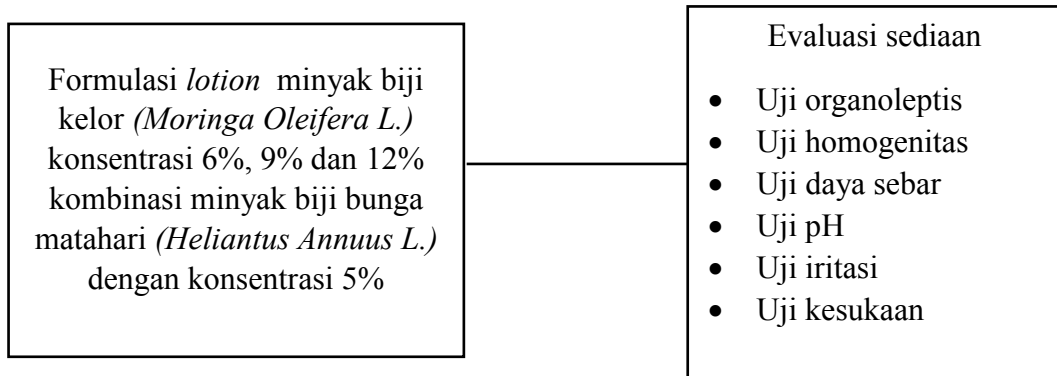 Formulasi lotion minyak biji
kelor (Moringa Oleifera L.)
konsentrasi 6%, 9% dan 12%
kombinasi minyak biji bunga
matahari (Heliantus Annuus L.)
dengan konsentrasi 5%
Evaluasi sediaan
• Uji organoleptis
• Uji homogenitas
• Uji daya sebar
• Uji pH
• Uji iritasi
• Uji kesukaan